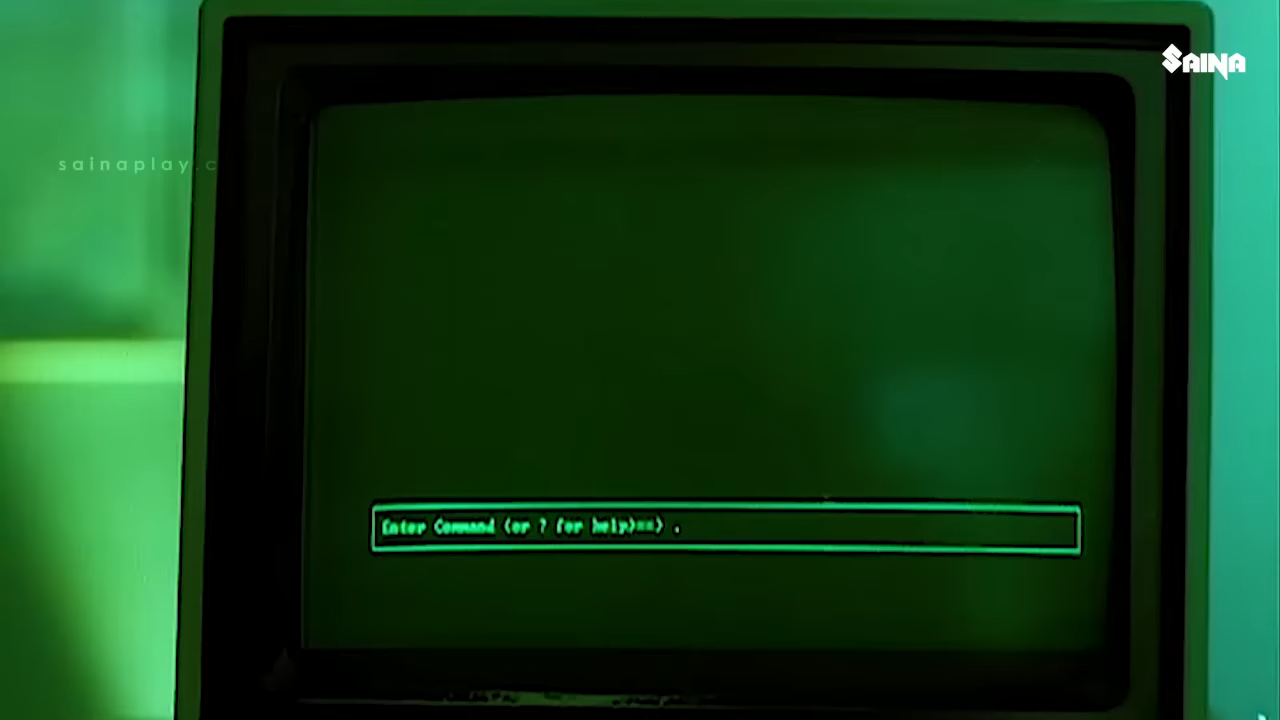 SAINA
sainaplay.c
Enter Command (or ? for help)==> .